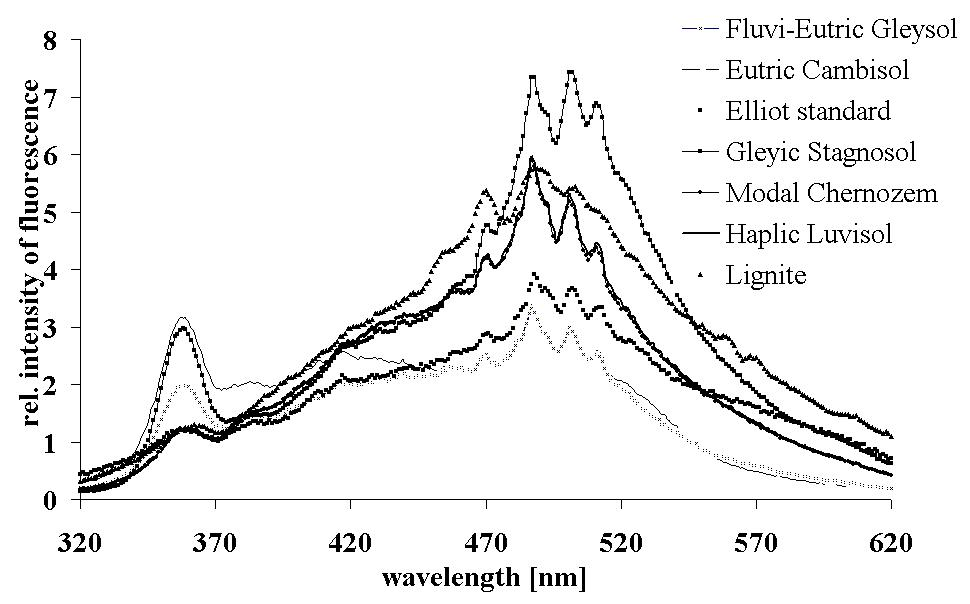 Fluvi-Eutric Gleysol
Eutric Cambisol
Elliot standard
Gleyic Stagnosol
Modal Chernozem
Haplic Luvisol
Lignite
rel. intensity of fluorescence
8
7
6
5
4
3
2
1
0
320 370 420 470 520 570 620
wavelength [nm]